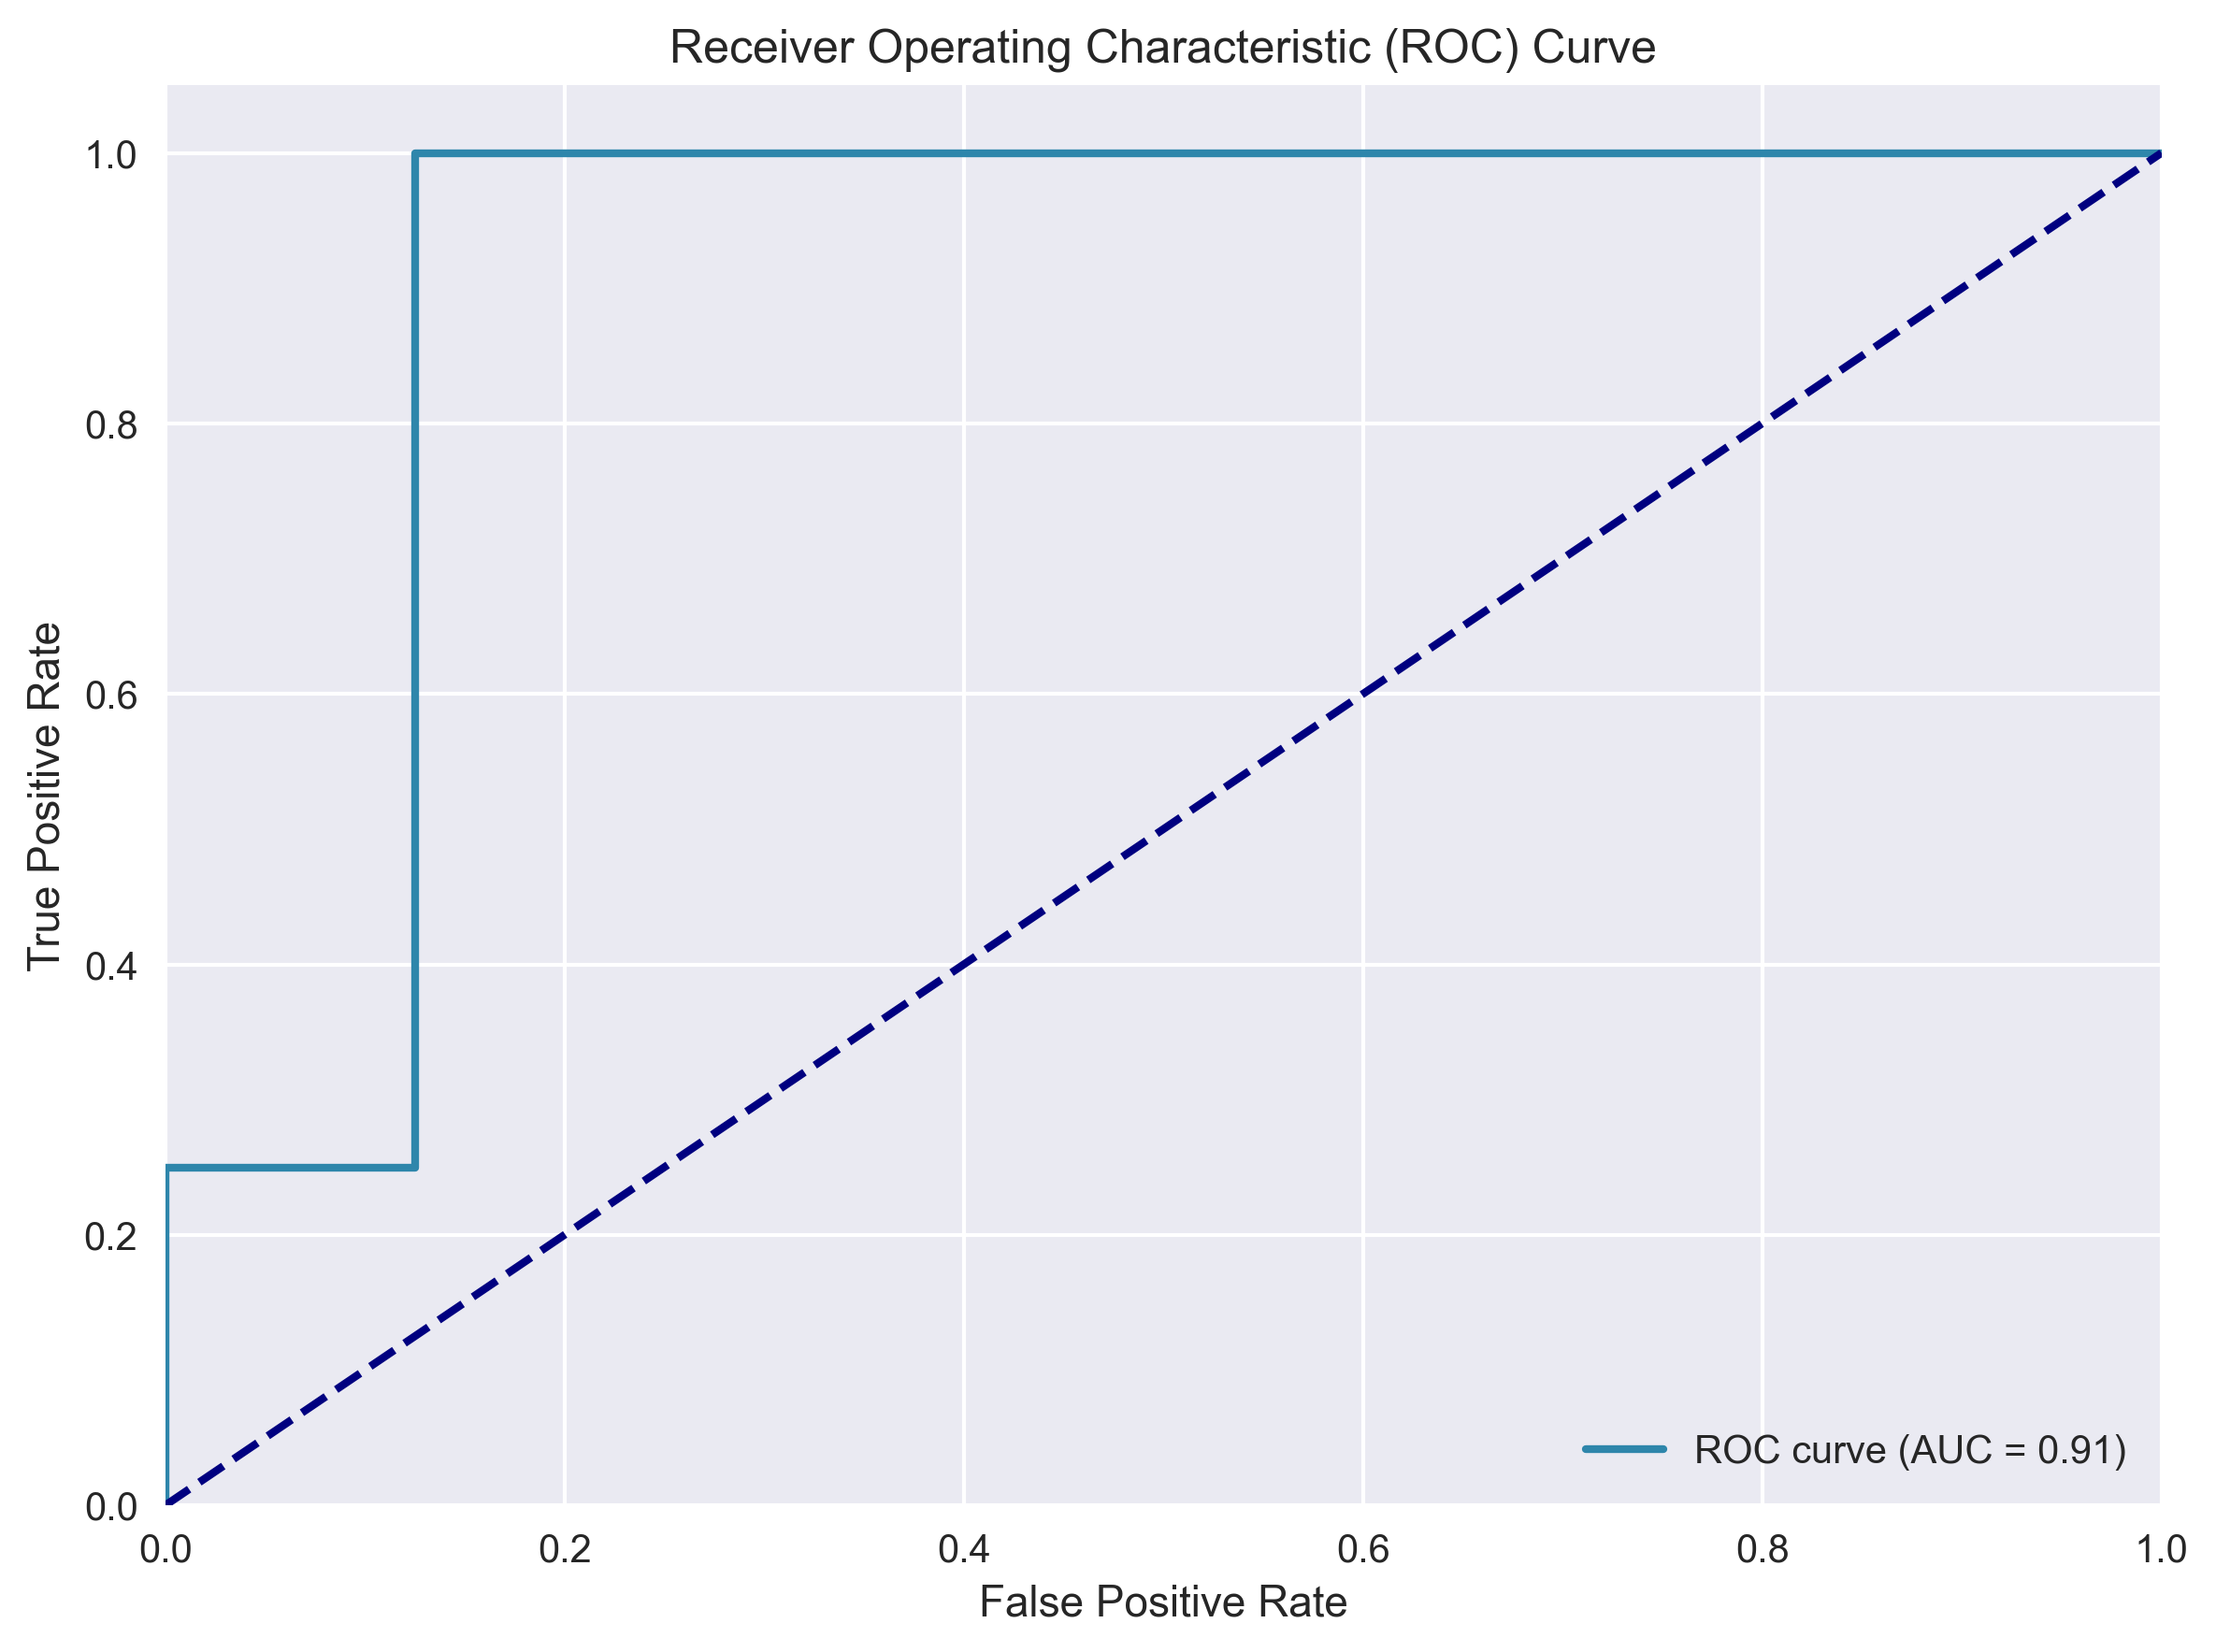 Receiver Operating Characteristic (ROC) Curve
1.0
0.8
0.6
0.4
0.2
0.0
True Positive Rate
0.0 0.2 0.4 0.6 0.8 1.0
False Positive Rate
ROC curve (AUC = 0.91)